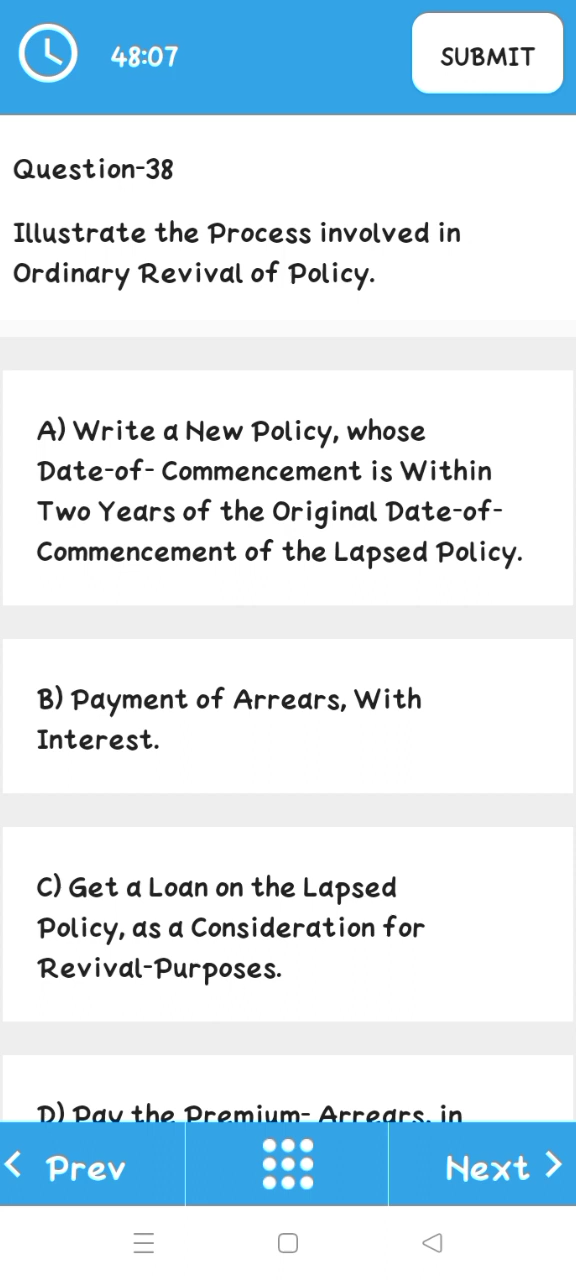 48:07
SUBMIT
Question-38
Illustrate the Process involved in
Ordinary Revival of Policy.
A) Write a New Policy, whose
Date-of- Commencement is Within
Two Years of the Original Date-of-
Commencement of the Lapsed Policy.
B) Payment of Arrears, With
Interest.
C) Get a Loan on the Lapsed
Policy, as a Consideration for
Revival-Purposes.
D) Pay the Premium- Arrears, in
Prev
Next